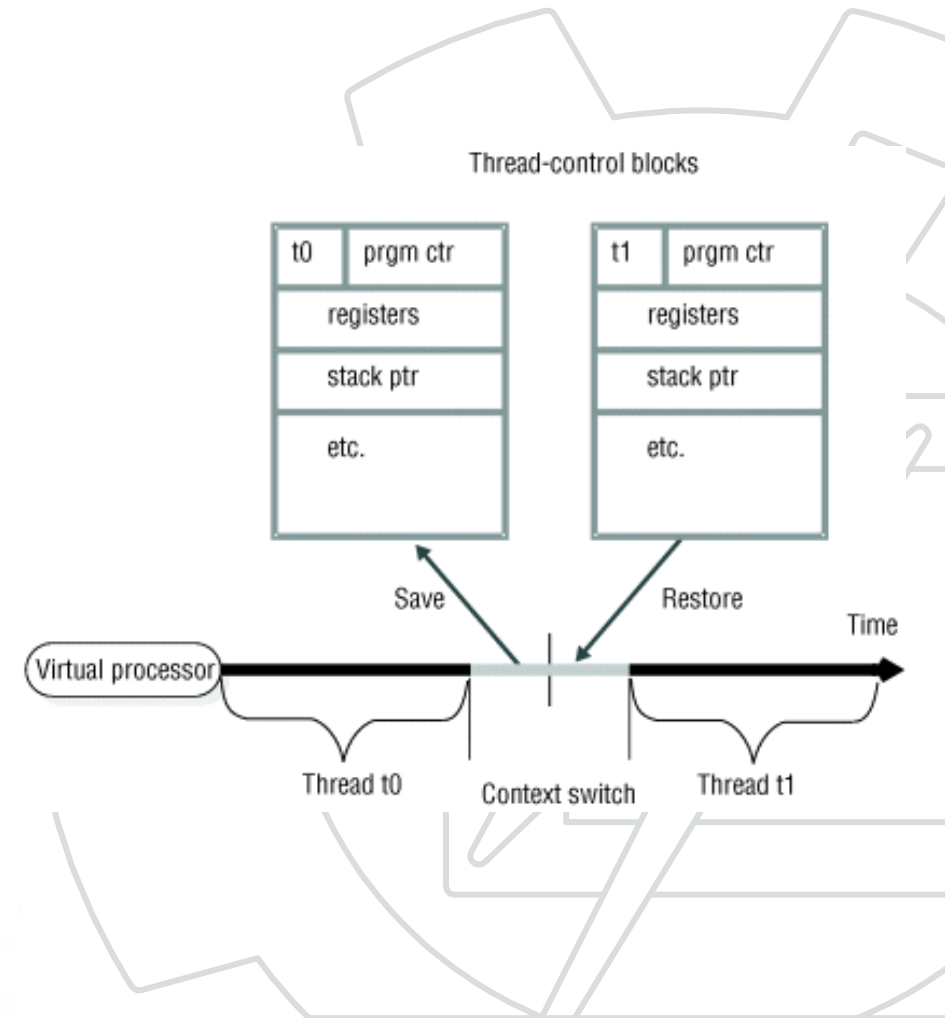 Thread-control blocks
t0 prgm ctr
registers
stack ptr
etc.
t1 prgm ctr
registers
stack ptr
etc.
Save
Restore
Time
Virtual processor
Thread t0
Context switch
Thread t1